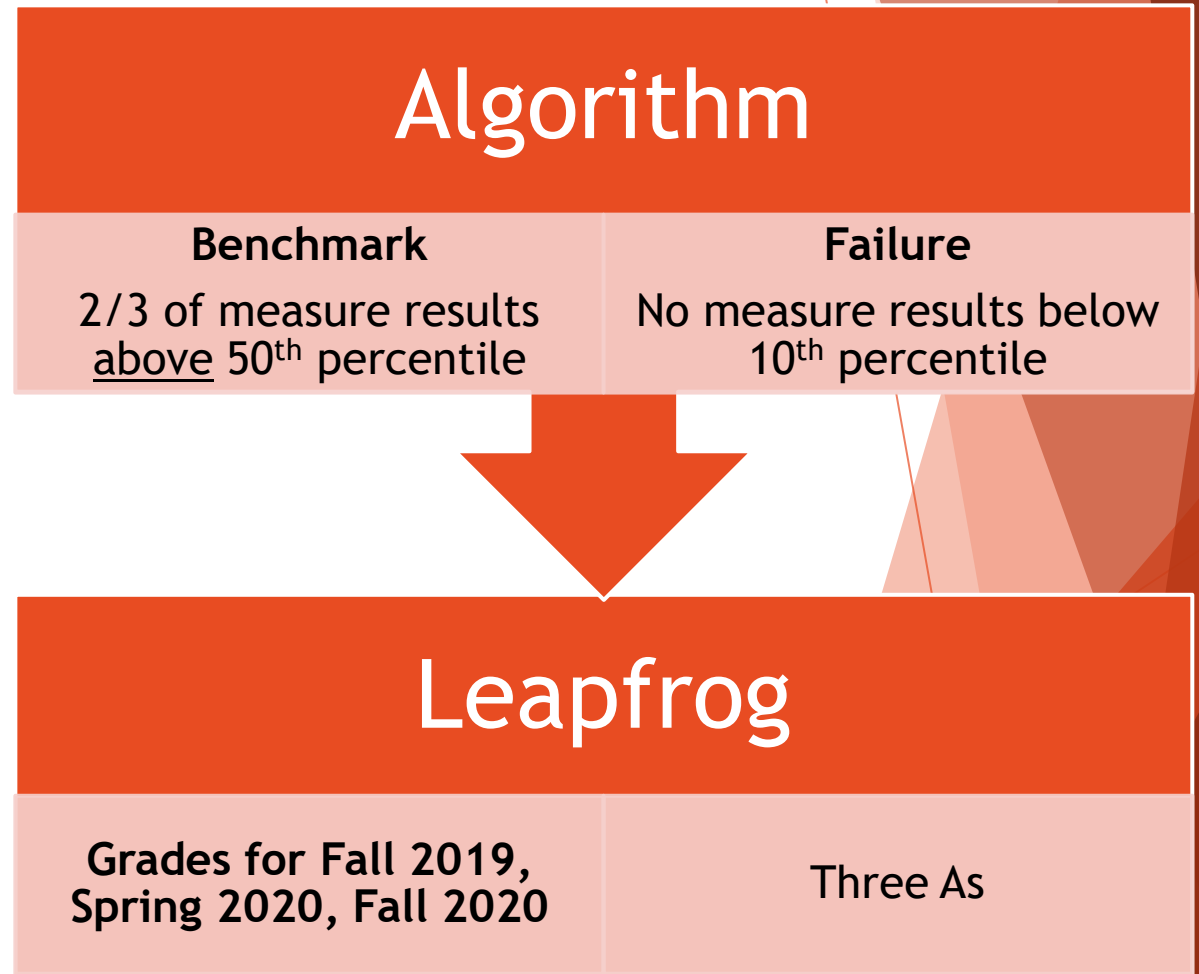 Algorithm
Benchmark
2/3 of measure results
above 50th percentile
Failure
No measure results below
10th percentile
Leapfrog
Grades for Fall 2019,
Spring 2020, Fall 2020
Three As